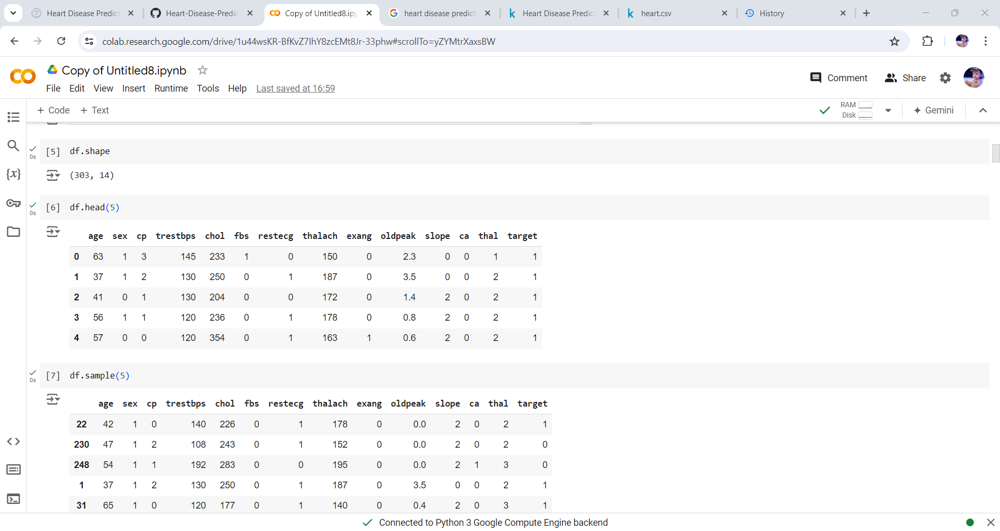 Heart Disease Predict
Heart-Disease-Predic
Copy of Untitled8.ipy
heart disease predict
Heart Disease Predict
heart.csv
History
colab.research.google.com/drive/1u44wsKR-BfKvZ7IhY8zcEMt8Jr-33phw#scrollTo=yZYMtrXaxsBW
Copy of Untitled8.ipynb
Comment
Share
File Edit View Insert Runtime Tools Help Last saved at 16:59
+ Code + Text
RAM
Disk
Gemini
0s [5] df.shape
(303, 14)
0s [6] df.head(5)
age sex cp trestbps chol fbs restecg thalach exang oldpeak slope ca thal target
0 63 1 3 145 233 1 0 150 0 2.3 0 0 1 1
1 37 1 2 130 250 0 1 187 0 3.5 0 0 2 1
2 41 0 1 130 204 0 0 172 0 1.4 2 0 2 1
3 56 1 1 120 236 0 1 178 0 0.8 2 0 2 1
4 57 0 0 120 354 0 1 163 1 0.6 2 0 2 1
0s [7] df.sample(5)
age sex cp trestbps chol fbs restecg thalach exang oldpeak slope ca thal target
22 42 1 0 140 226 0 1 178 0 0.0 2 0 2 1
230 47 1 2 108 243 0 1 152 0 0.0 2 0 2 0
248 54 1 1 192 283 0 0 195 0 0.0 2 1 3 0
1 37 1 2 130 250 0 1 187 0 3.5 0 0 2 1
31 65 1 0 120 177 0 1 140 0 0.4 2 0 3 1
Connected to Python 3 Google Compute Engine backend